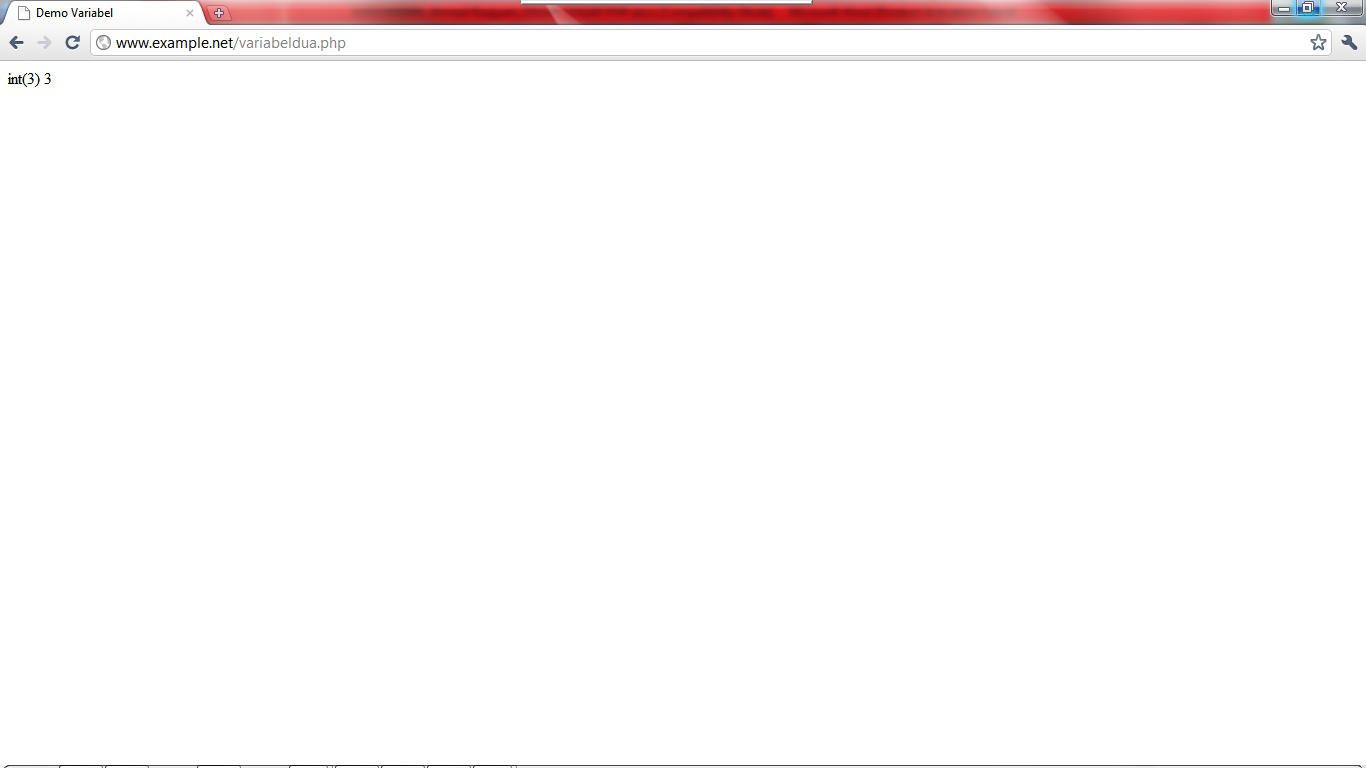 Demo Variabel
www.example.net/variabeldua.php
int(3) 3